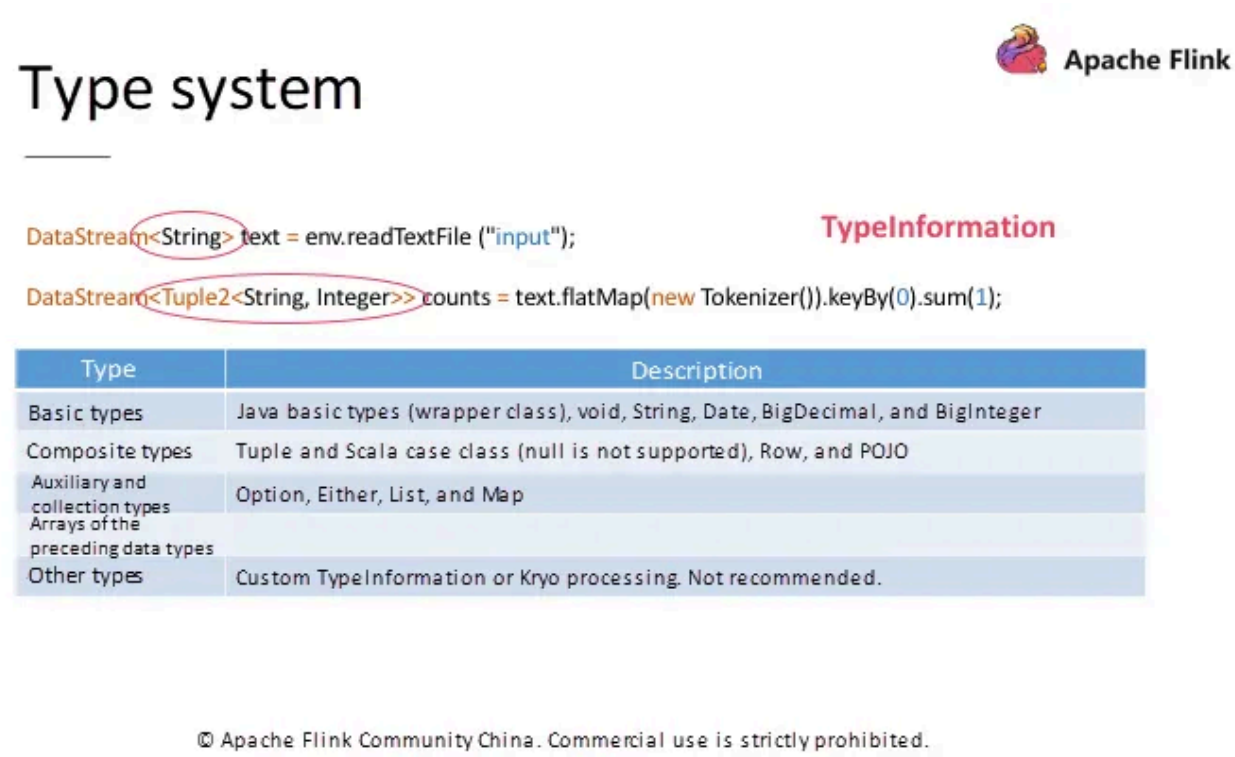 Apache Flink
Type system
DataStream<String> text = env.readTextFile ("input");
TypeInformation
DataStream<Tuple2<String, Integer>> counts = text.flatMap(new Tokenizer()).keyBy(0).sum(1);
Type Description
Basic types Java basic types (wrapper class), void, String, Date, BigDecimal, and BigInteger
Composite types Tuple and Scala case class (null is not supported), Row, and POJO
Auxiliary and
collection types
Option, Either, List, and Map
Arrays of the
preceding data types
Other types Custom TypeInformation or Kryo processing. Not recommended.
© Apache Flink Community China. Commercial use is strictly prohibited.